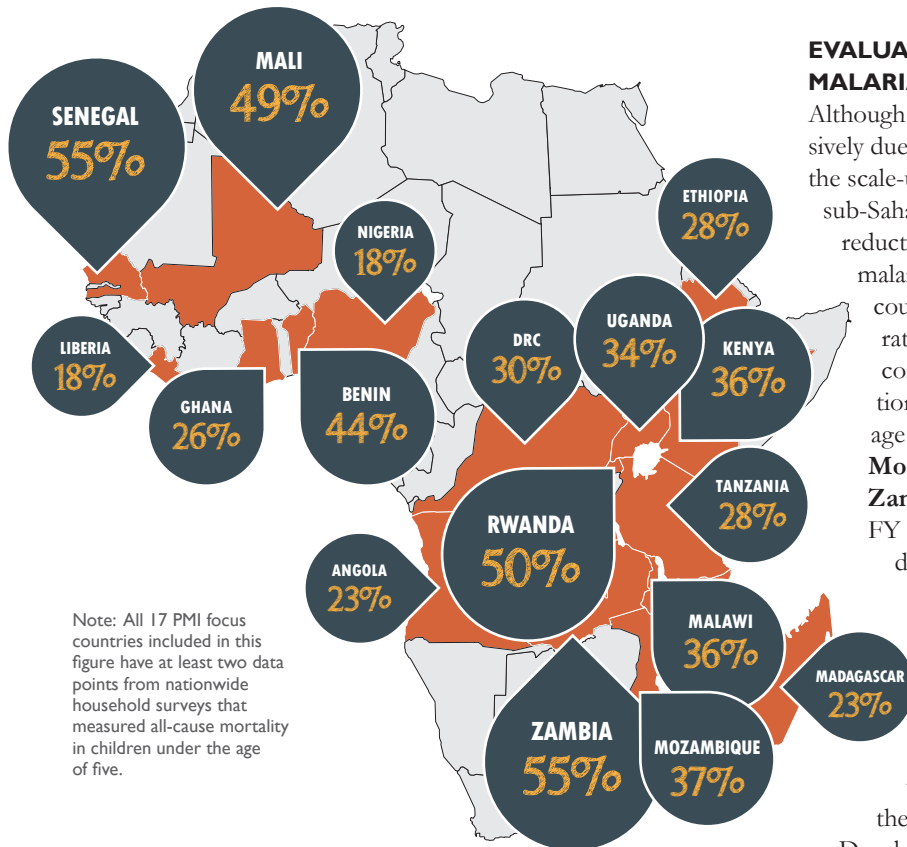 MALI
49%
SENEGAL
55%
NIGERIA
18%
ETHIOPIA
28%
LIBERIA
18%
GHANA
26%
BENIN
44%
DRC
30%
UGANDA
34%
KENYA
36%
TANZANIA
28%
RWANDA
50%
ANGOLA
23%
MALAWI
36%
MADAGASCAR
23%
ZAMBIA
55%
MOZAMBIQUE
37%
Note: All 17 PMI focus
countries included in this
figure have at least two data
points from nationwide
household surveys that
measured all-cause mortality
in children under the age
of five.
EVALUA
MALARIA
Although
sively due
the scale-u
sub-Saha
reduct
mala
cou
rat
con
tion
age
Mo
Zan
FY
d
the